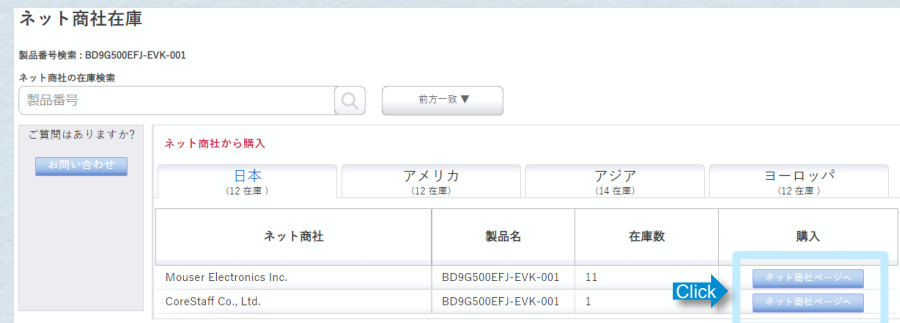 ネット商社在庫
製品番号検索 : BD9G500EFJ-EVK-001
ネット商社の在庫検索
製品番号
前方一致 ▼
ご質問はありますか?
お問い合わせ
ネット商社から購入
日本 アメリカ アジア ヨーロッパ
(12 在庫 ) (12 在庫) (14 在庫) (12 在庫 )
ネット商社 製品名 在庫数 購入
Mouser Electronics Inc. BD9G500EFJ-EVK-001 11 ネット商社ページへ
Click
CoreStaff Co., Ltd. BD9G500EFJ-EVK-001 1 ネット商社ページへ